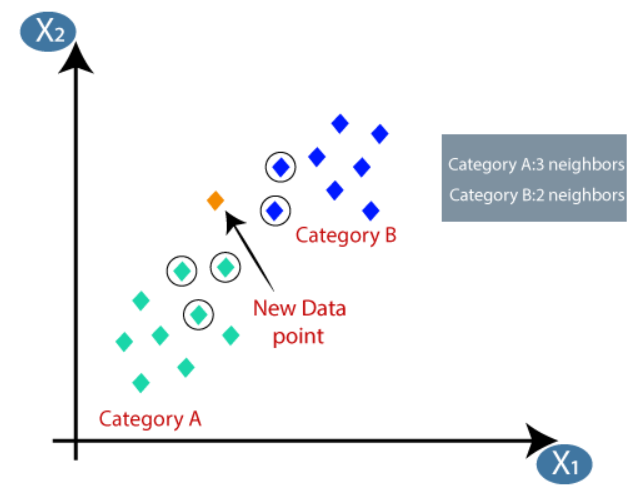 X₂
Category A:3 neighbors
Category B:2 neighbors
Category B
New Data
point
Category A
X₁